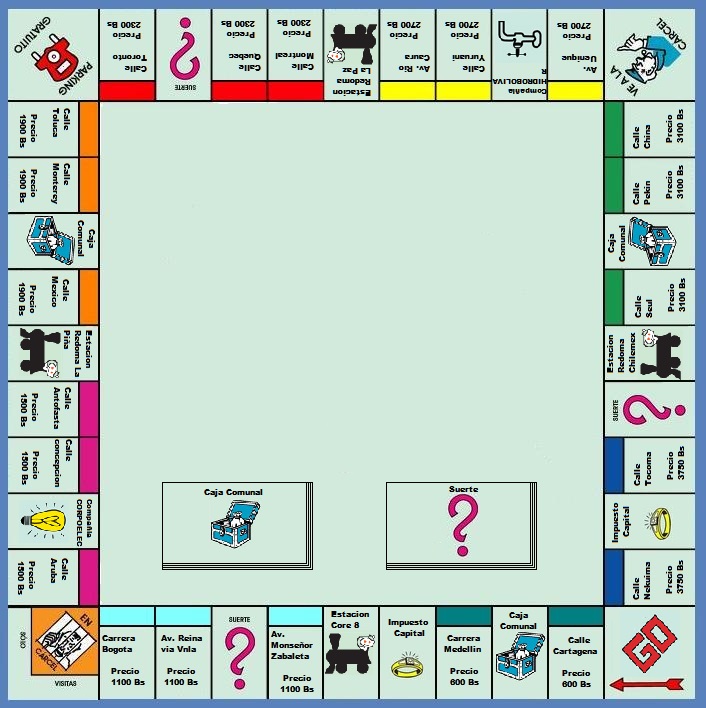 GRATUITO
PARKING
Calle
Toronto
Precio
2300 Bs
SUERTE
Calle
Quebec
Precio
2300 Bs
Calle
Montreal
Precio
2300 Bs
Estacion
Redoma
La Paz
Av. Rio
Caura
Precio
2700 Bs
Calle
Yuruani
Precio
2700 Bs
Compañia
HIDROBOLIVA
R
Av.
Precio
2700 Bs
VE A LA
CARCEL
Calle
Toluca
Precio
1900 Bs
Calle
Monterey
Precio
1900 Bs
Caja
Comunal
Calle
Mexico
Precio
1900 Bs
Estacion
Redoma La
Piña
Calle
Antofasta
Precio
1500 Bs
Calle
concepcion
Precio
1500 Bs
Compañia
CORPOELEC
Calle
Aruba
Precio
1500 Bs
Calle
China
Precio
3100 Bs
Calle
Pekin
Precio
3100 Bs
Caja
Comunal
Calle
Seul
Precio
3100 Bs
Estacion
Redoma
Chilemex
SUERTE
Calle
Tocoma
Precio
3750 Bs
Impuesto
Capital
Calle
Nekuima
Precio
3750 Bs
Caja Comunal
Suerte
SÓLO
EN
CARCEL
VISITAS
Carrera
Bogota
Precio
1100 Bs
Av. Reina
via Vnla
Precio
1100 Bs
SUERTE
Av.
Monseñor
Zabaleta
Precio
1100 Bs
Estacion
Core 8
Impuesto
Capital
Carrera
Medellin
Precio
600 Bs
Caja
Comunal
Calle
Cartagena
Precio
600 Bs
GO